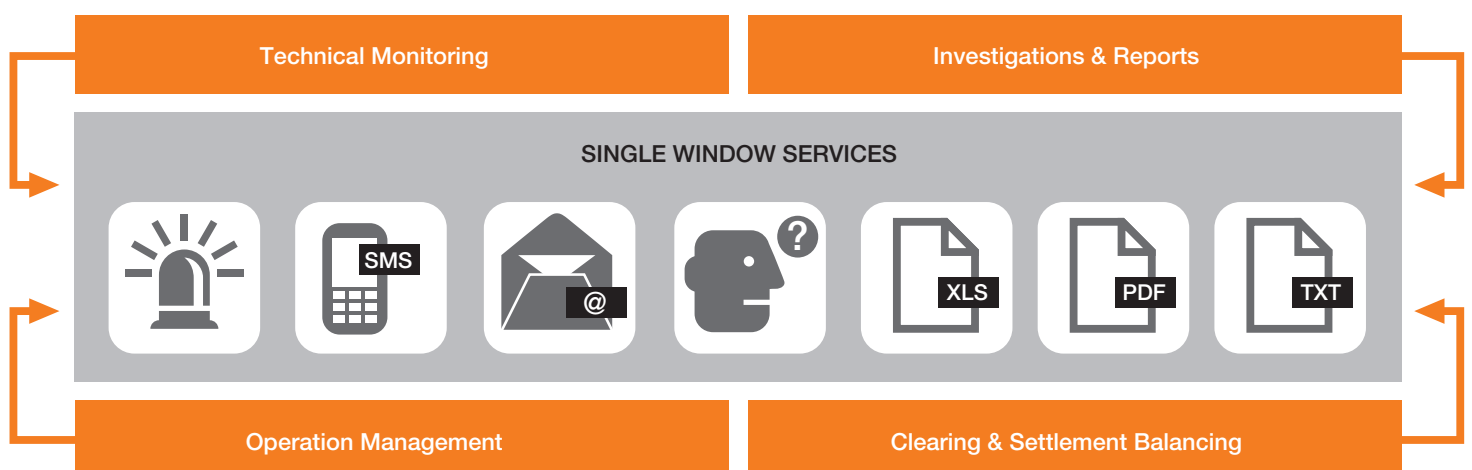 Technical Monitoring
Investigations & Reports
SINGLE WINDOW SERVICES
?
SMS
@
XLS
PDF
TXT
Operation Management
Clearing & Settlement Balancing